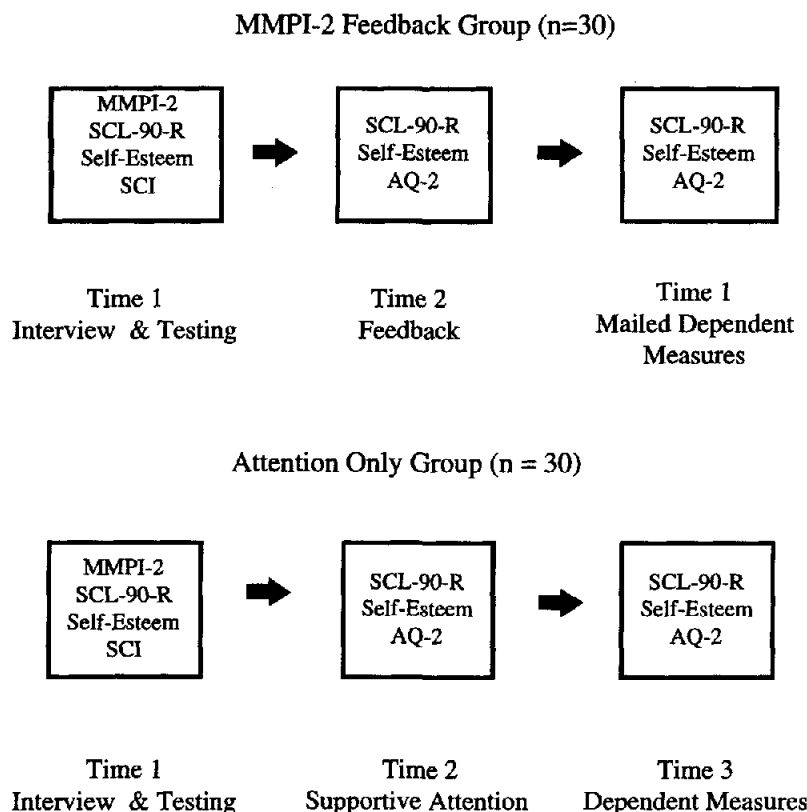 MMPI-2 Feedback Group (n=30)
MMPI-2
SCL-90-R
Self-Esteem
SCI
SCL-90-R
Self-Esteem
AQ-2
SCL-90-R
Self-Esteem
AQ-2
Time 1
Interview & Testing
Time 2
Feedback
Time 1
Mailed Dependent
Measures
Attention Only Group (n = 30)
MMPI-2
SCL-90-R
Self-Esteem
SCI
SCL-90-R
Self-Esteem
AQ-2
SCL-90-R
Self-Esteem
AQ-2
Time 1
Interview & Testing
Time 2
Supportive Attention
Time 3
Dependent Measures